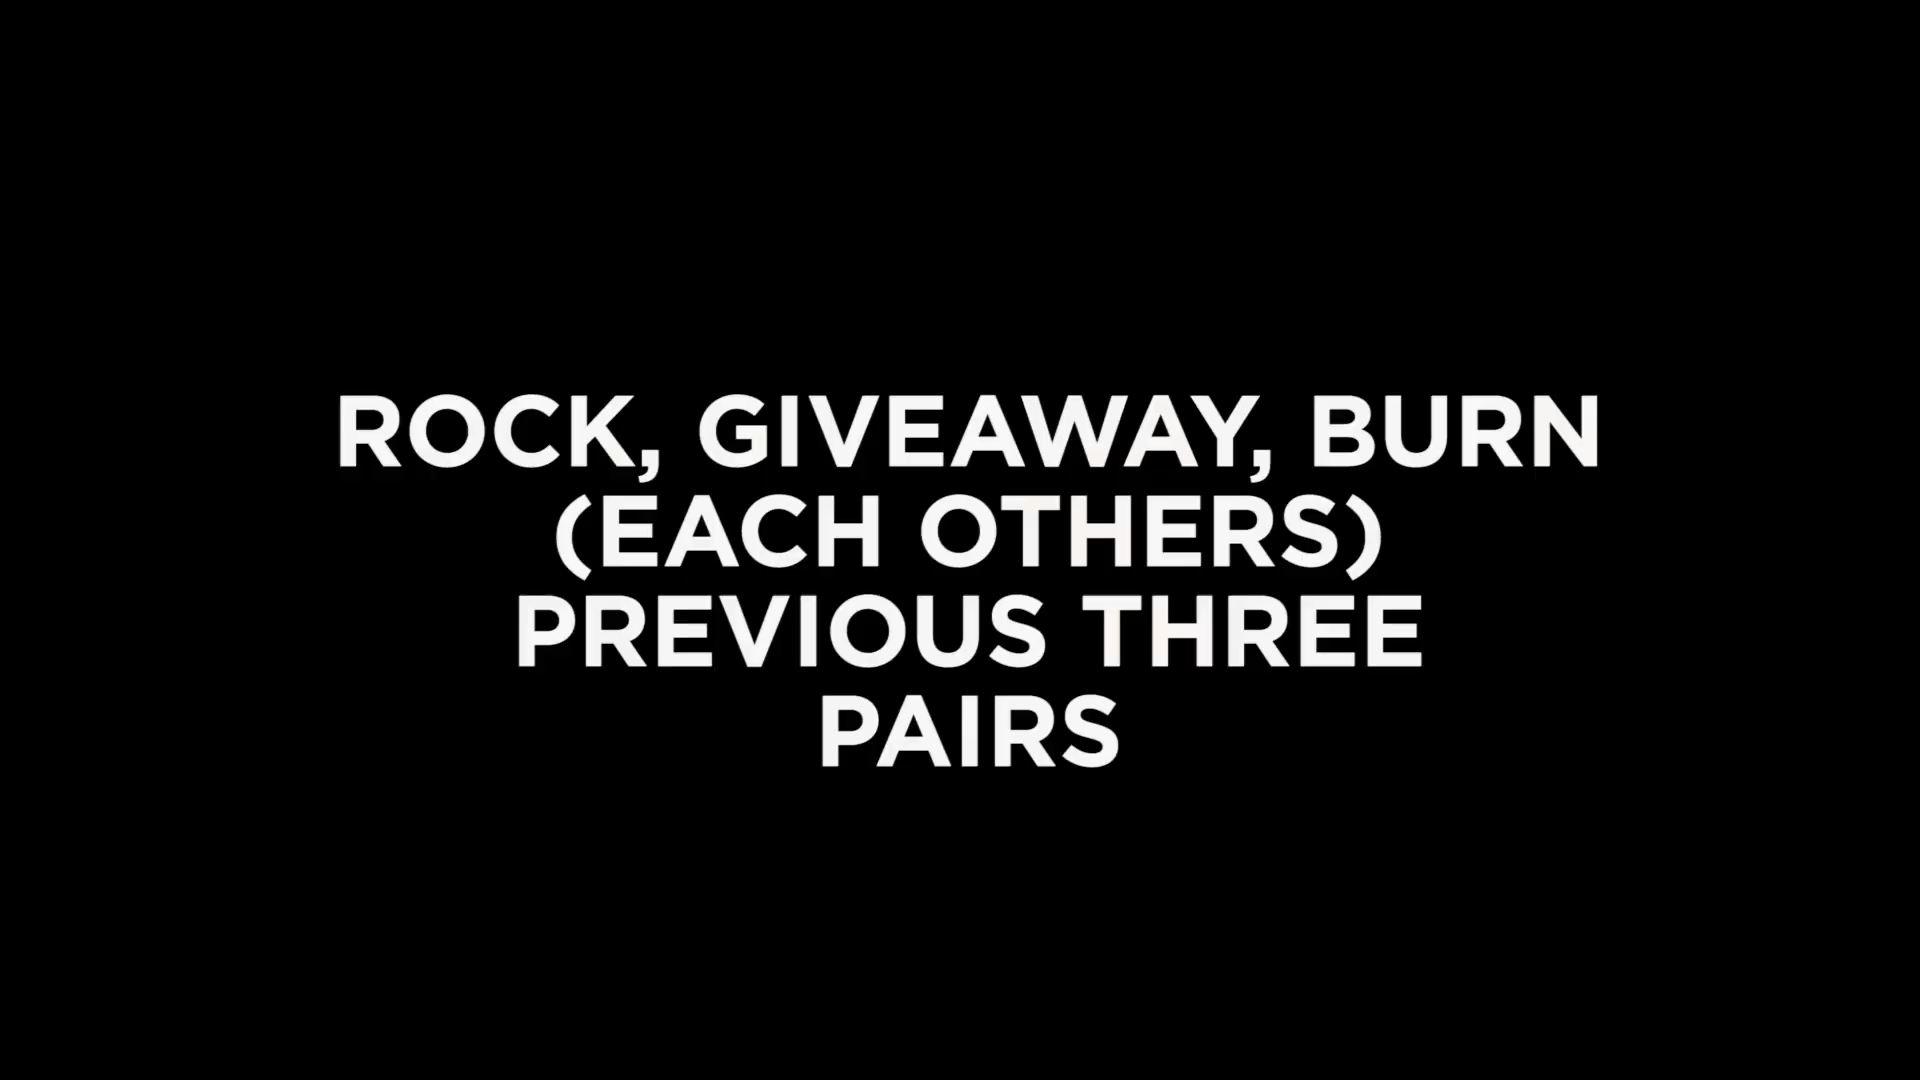 ROCK, GIVEAWAY, BURN
(EACH OTHERS)
PREVIOUS THREE
PAIRS